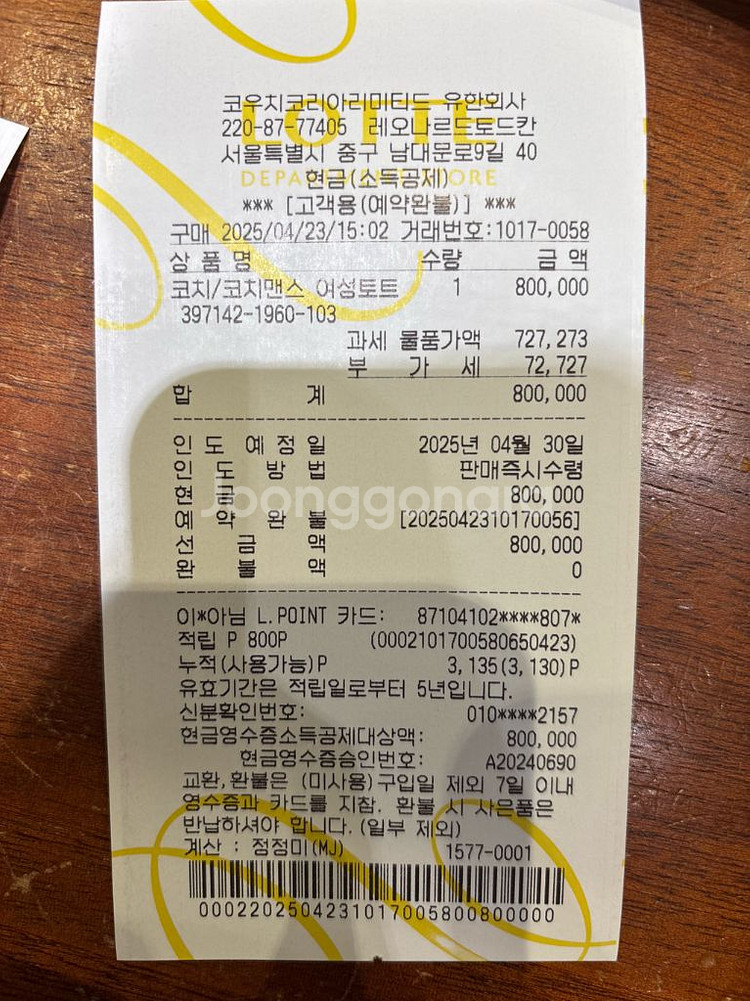 LOTTE
DEPARTMENT STORE
코우치코리아리미티드 유한회사
220-87-77405 레오나르드토드칸
서울특별시 중구 남대문로9길 40
현금(소득공제)
*** [고객용(예약완불)] ***
구매 2025/04/23/15:02 거래번호:1017-0058
상 품 명 수량 금 액
코치/코치맨스 여성토트 1 800,000
397142-1960-103
과세 물품가액 727,273
부 가 세 72,727
합 계 800,000
인 도 예 정 일 2025년 04월 30일
인 도 방 법 판매즉시수령
현 금 800,000
예 약 완 불 [2025042310170056]
선 금 액 800,000
완 불 액 0
이*아님 L.POINT 카드: 87104102****807*
적립 P 800P (000210170058065​0423)
누적(사용가능)P 3,135(3,130)P
유효기간은 적립일로부터 5년입니다.
신분확인번호: 010****2157
현금영수증소득공제대상액: 800,000
현금영수증승인번호: A20240690
교환,환불은 (미사용)구입일 제외 7일 이내
영수증과 카드를 지참. 환불 시 사은품은
반납하셔야 합니다.(일부 제외)
계산 : 정정미(MJ) 1577-0001
00022025042310170058008​00000